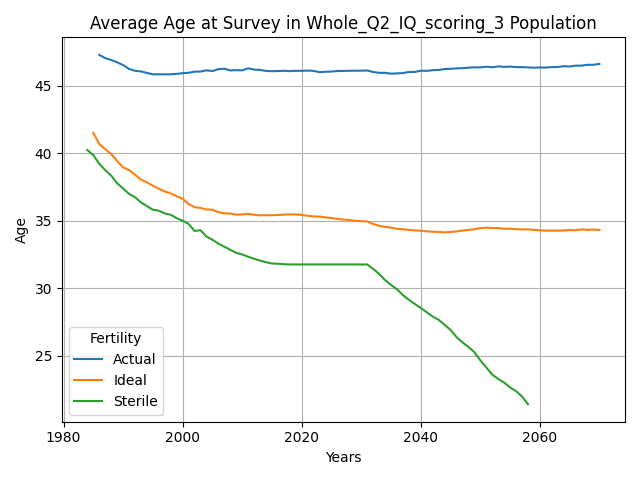 Average Age at Survey in Whole_Q2_IQ_scoring_3 Population
Age
45
40
35
30
25
Fertility
Actual
Ideal
Sterile
1980
2000
2020
2040
2060
Years